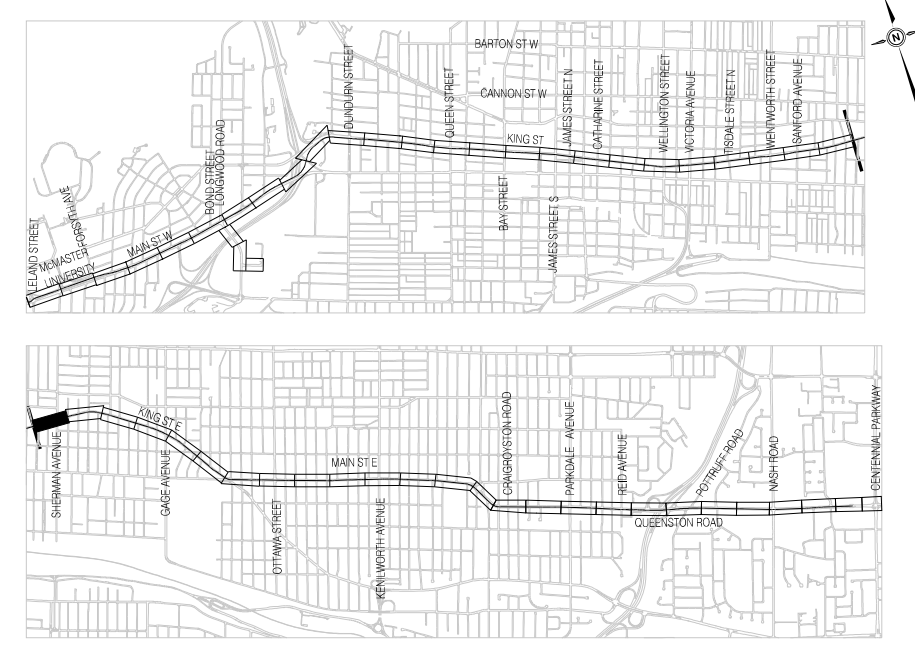 N
BARTON ST W
DUNDURN STREET
QUEEN STREET
CANNON ST W
JAMES STREET N
CATHARINE STREET
WELLINGTON STREET
VICTORIA AVENUE
TISDALE STREET N
WENTWORTH STREET
SANFORD AVENUE
KING ST
BOND STREET
LONGWOOD ROAD
BAY STREET
JAMES STREET S
LELAND STREET
FORSYTH AVE
McMASTER
UNIVERSITY
MAIN ST W
KING ST E
SHERMAN AVENUE
GAGE AVENUE
MAIN ST E
OTTAWA STREET
KENILWORTH AVENUE
CRAIGROYSTON ROAD
PARKDALE AVENUE
REID AVENUE
POTTRUFF ROAD
NASH ROAD
CENTENNIAL PARKWAY
QUEENSTON ROAD